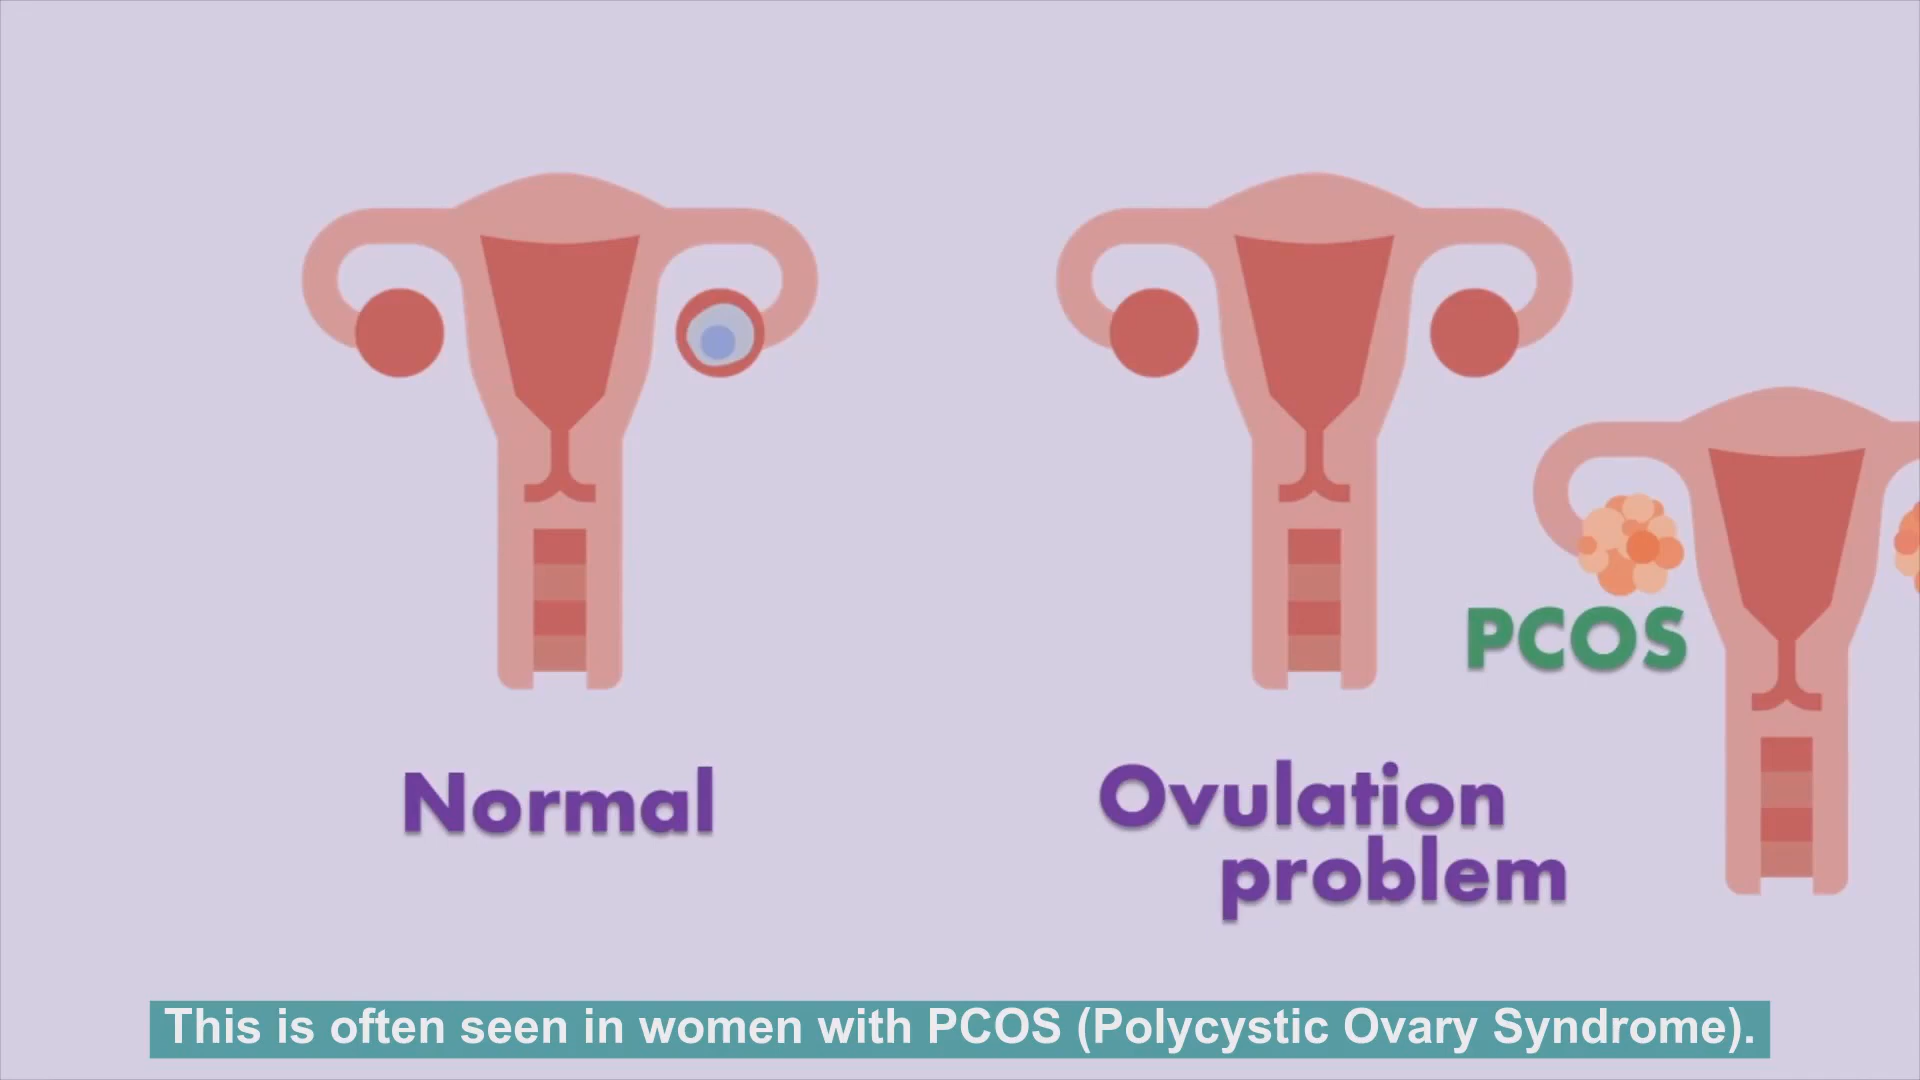 PCOS
Normal
Ovulation
problem
This is often seen in women with PCOS (Polycystic Ovary Syndrome).